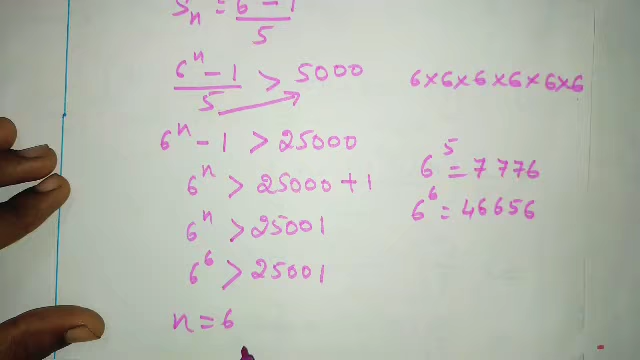 Sₙ = 6ⁿ - 1 / 5
6ⁿ - 1 / 5 > 5000
6ⁿ - 1 > 25000
6ⁿ > 25000 + 1
6ⁿ > 25001
6⁶ > 25001
n = 6
6×6×6×6×6×6
6⁵ = 7776
6⁶ = 46656